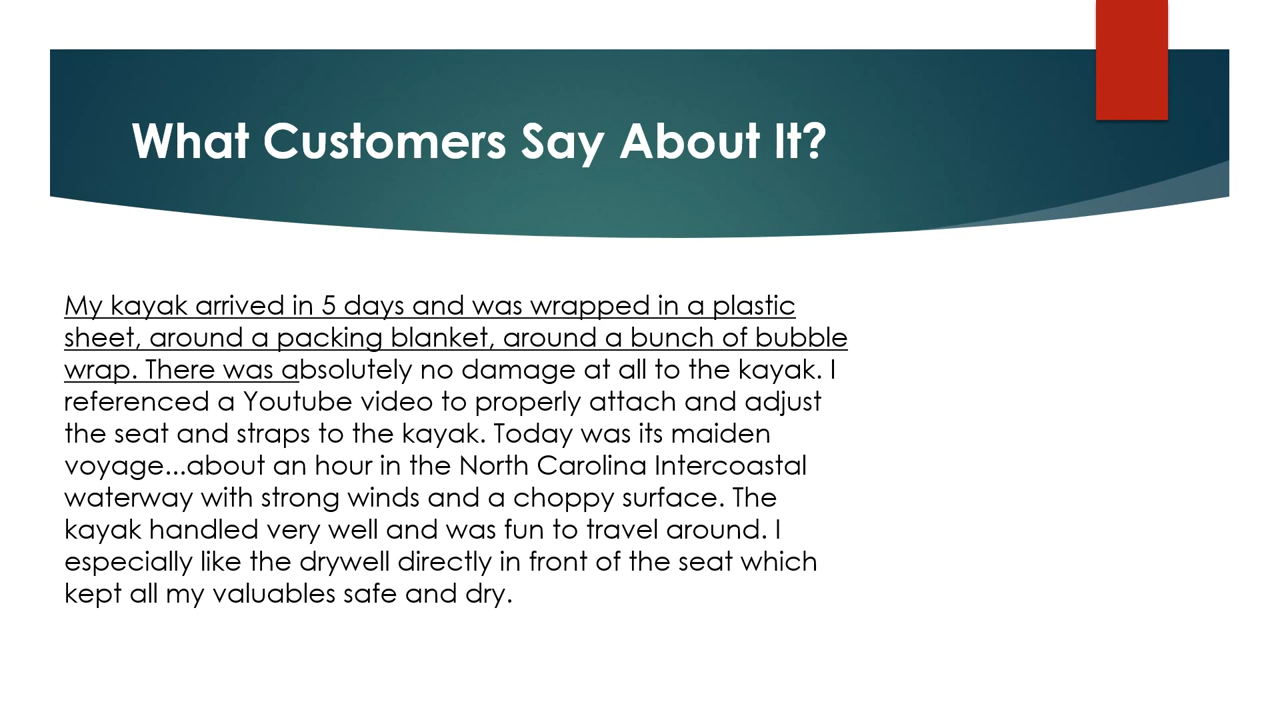 What Customers Say About It?
My kayak arrived in 5 days and was wrapped in a plastic
sheet, around a packing blanket, around a bunch of bubble
wrap. There was absolutely no damage at all to the kayak. I
referenced a Youtube video to properly attach and adjust
the seat and straps to the kayak. Today was its maiden
voyage...about an hour in the North Carolina Intercoastal
waterway with strong winds and a choppy surface. The
kayak handled very well and was fun to travel around. I
especially like the drywell directly in front of the seat which
kept all my valuables safe and dry.